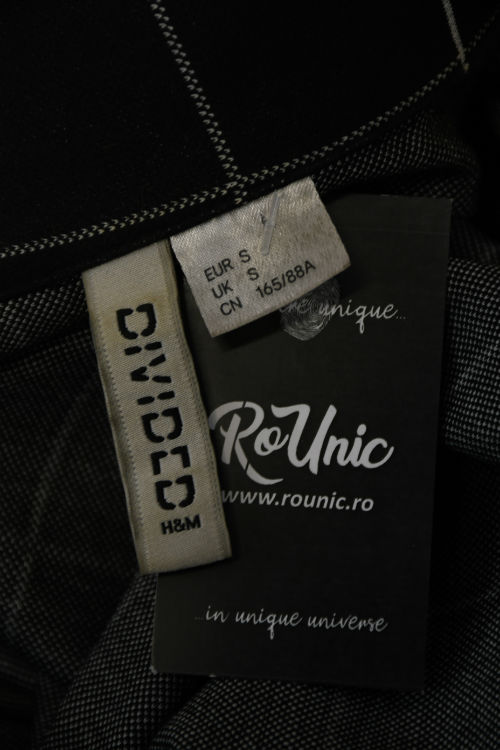 EUR S
UK S
CN 165/88A
DIVIDED
H&M
unique...
RoUnic
www.rounic.ro
...in unique universe